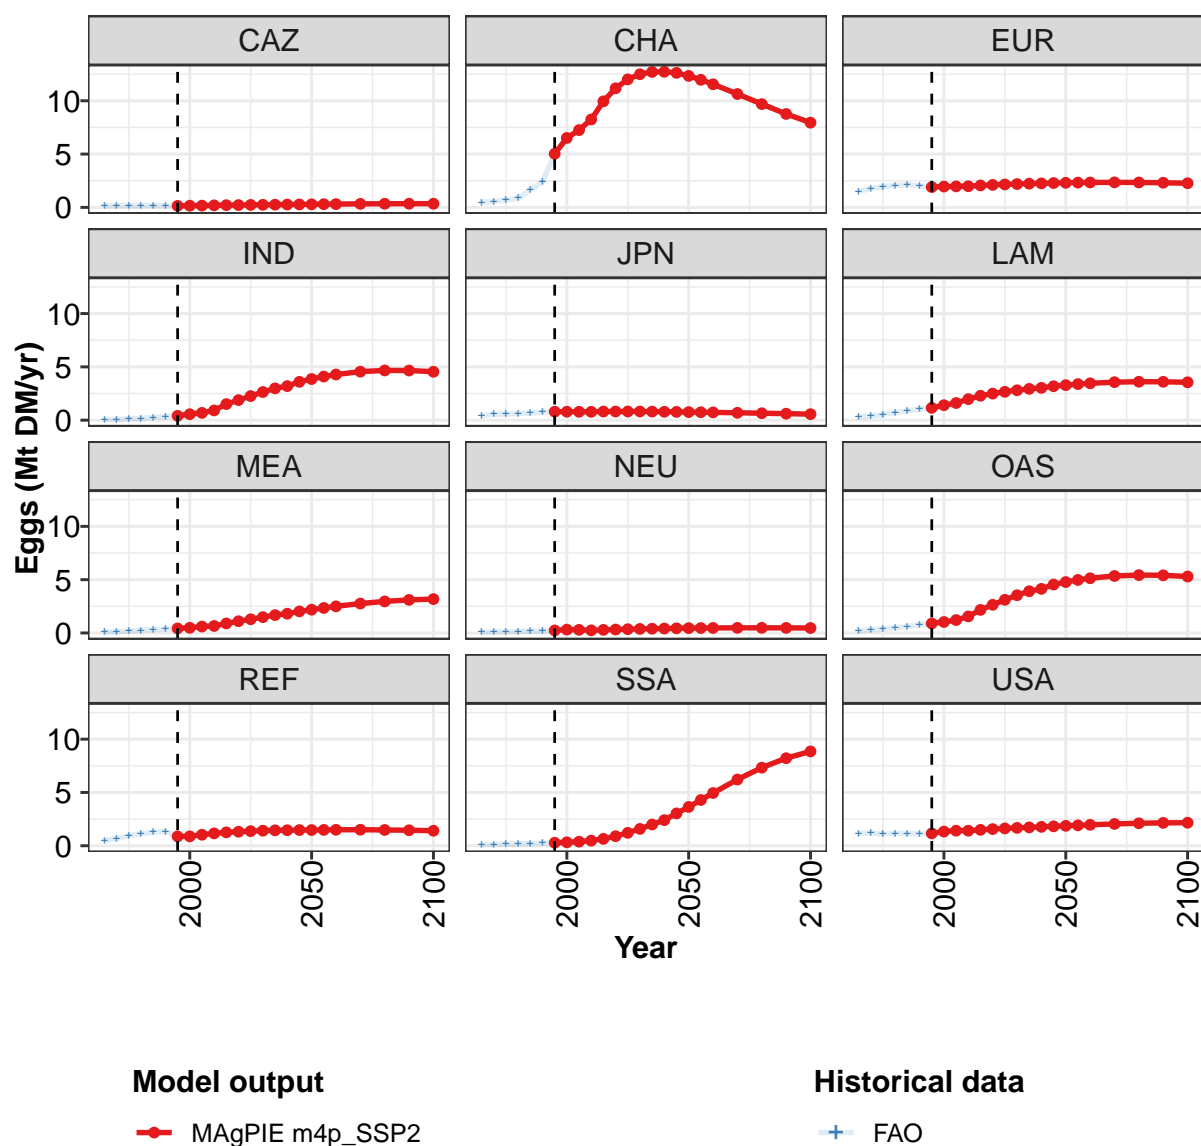 CAZ CHA EUR
10
5
0
IND JPN LAM
10
5
0
MEA NEU OAS
10
5
0
REF SSA USA
10
5
0
Eggs (Mt DM/yr)
2000 2050 2100 2000 2050 2100 2000 2050 2100
Year
Model output Historical data
MAgPIE m4p_SSP2 FAO